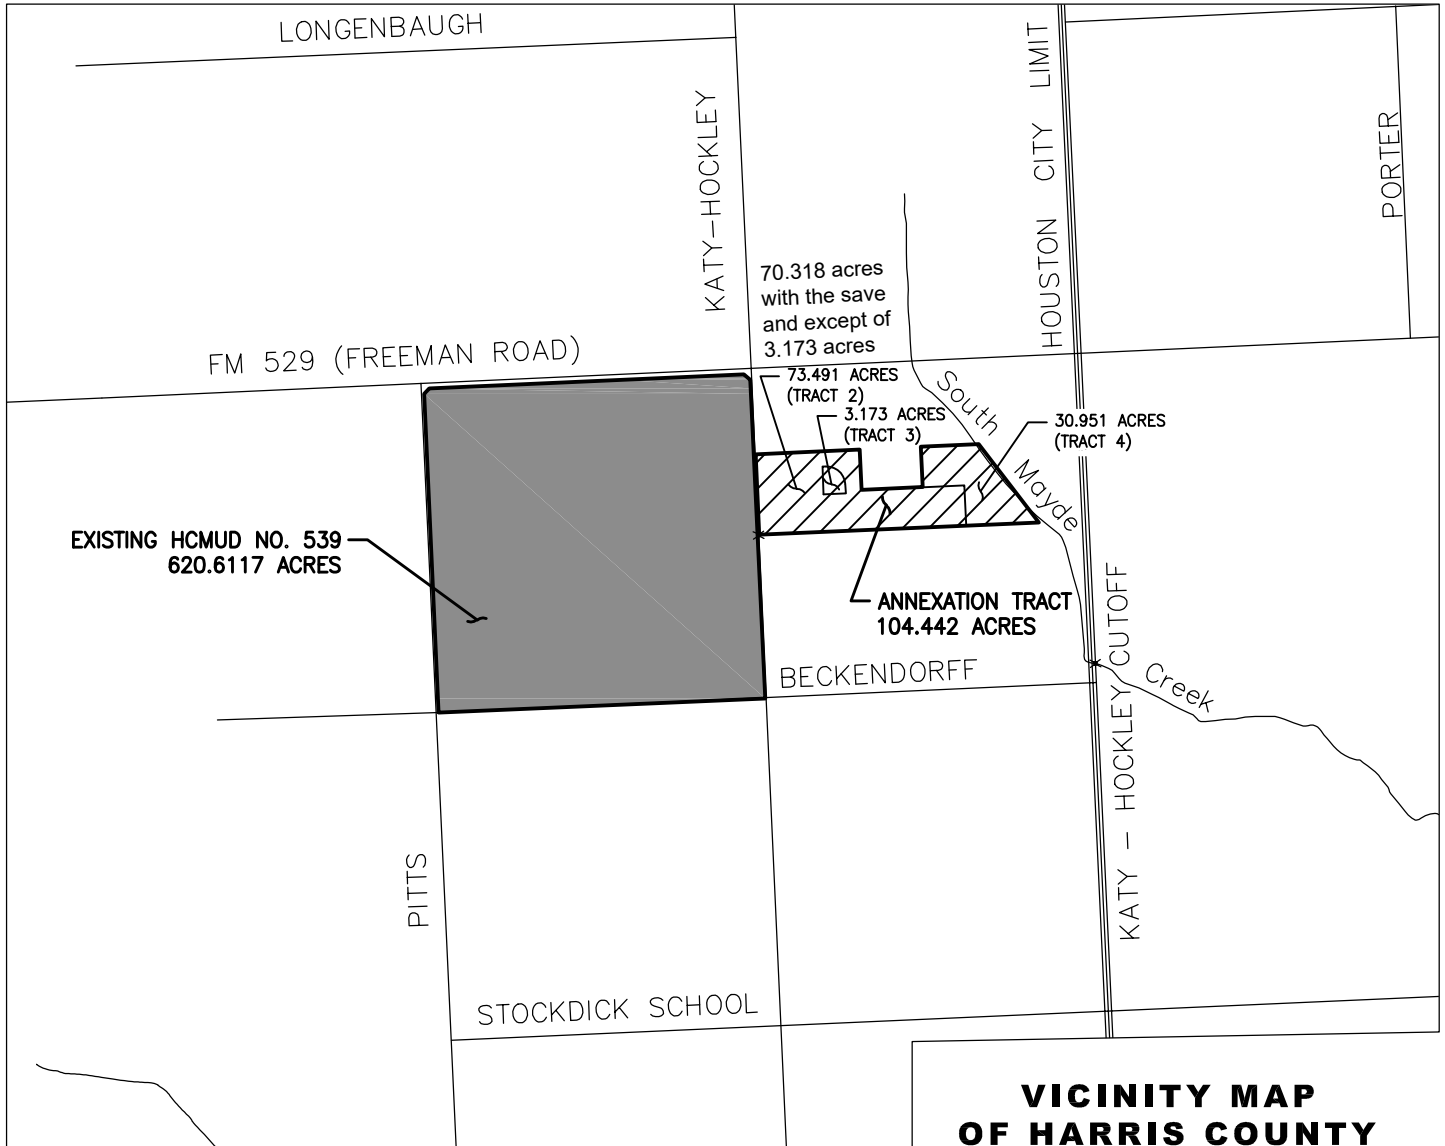 LONGENBAUGH
KATY-HOCKLEY
HOUSTON CITY LIMIT
PORTER
70.318 acres
with the save
and except of
3.173 acres
FM 529 (FREEMAN ROAD)
73.491 ACRES
(TRACT 2)
3.173 ACRES
(TRACT 3)
South Mayde Creek
30.951 ACRES
(TRACT 4)
EXISTING HCMUD NO. 539
620.6117 ACRES
ANNEXATION TRACT
104.442 ACRES
BECKENDORFF
KATY - HOCKLEY CUTOFF
PITTS
STOCKDICK SCHOOL
VICINITY MAP
OF HARRIS COUNTY